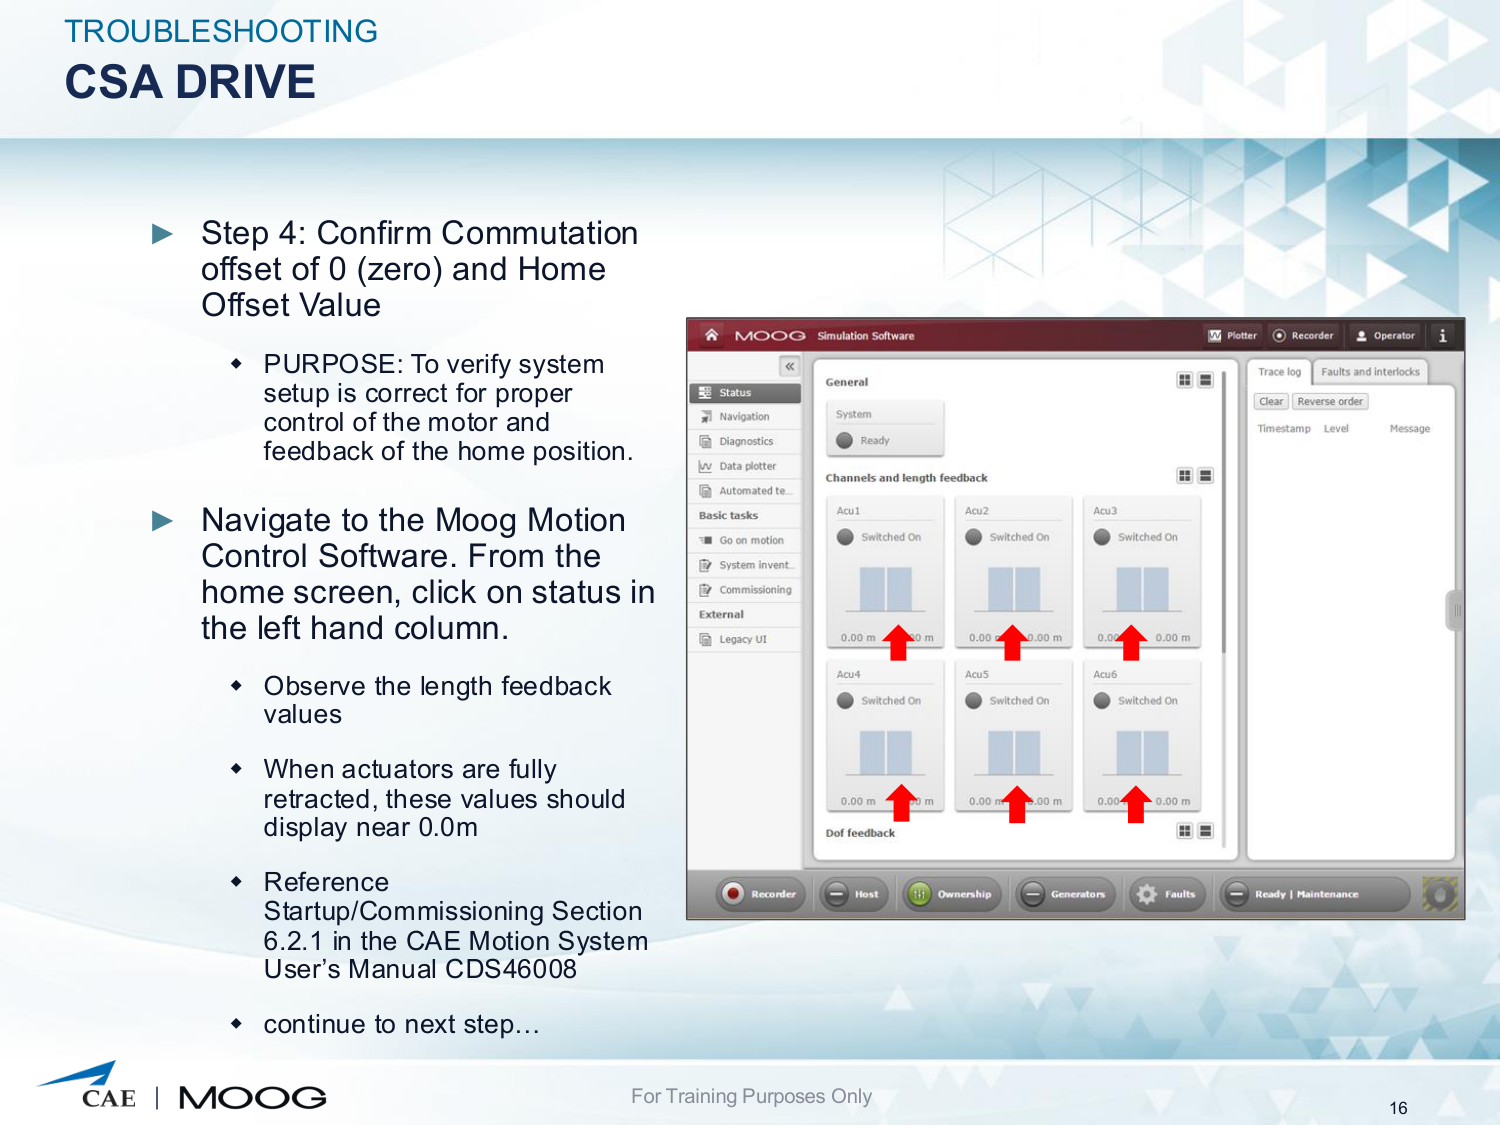 TROUBLESHOOTING
CSA DRIVE
► Step 4: Confirm Commutation
offset of 0 (zero) and Home
Offset Value
◆ PURPOSE: To verify system
setup is correct for proper
control of the motor and
feedback of the home position.
► Navigate to the Moog Motion
Control Software. From the
home screen, click on status in
the left hand column.
◆ Observe the length feedback
values
◆ When actuators are fully
retracted, these values should
display near 0.0m
◆ Reference
Startup/Commissioning Section
6.2.1 in the CAE Motion System
User’s Manual CDS46008
◆ continue to next step…
MOOG Simulation Software Plotter Recorder Operator i
«
Status
Navigation
Diagnostics
Data plotter
Automated te...
Basic tasks
Go on motion
System invent...
Commissioning
External
Legacy UI
General
System
Ready
Channels and length feedback
Acu1 Acu2 Acu3
Switched On Switched On Switched On
0.00 m 0 m 0.00 0.00 m 0.00 0.00 m
Acu4 Acu5 Acu6
Switched On Switched On Switched On
0.00 m m 0.00 m .00 m 0.00 0.00 m
Dof feedback
Trace log Faults and interlocks
Clear Reverse order
Timestamp Level Message
Recorder Host Ownership Generators Faults Ready | Maintenance
CAE | MOOG
For Training Purposes Only
16